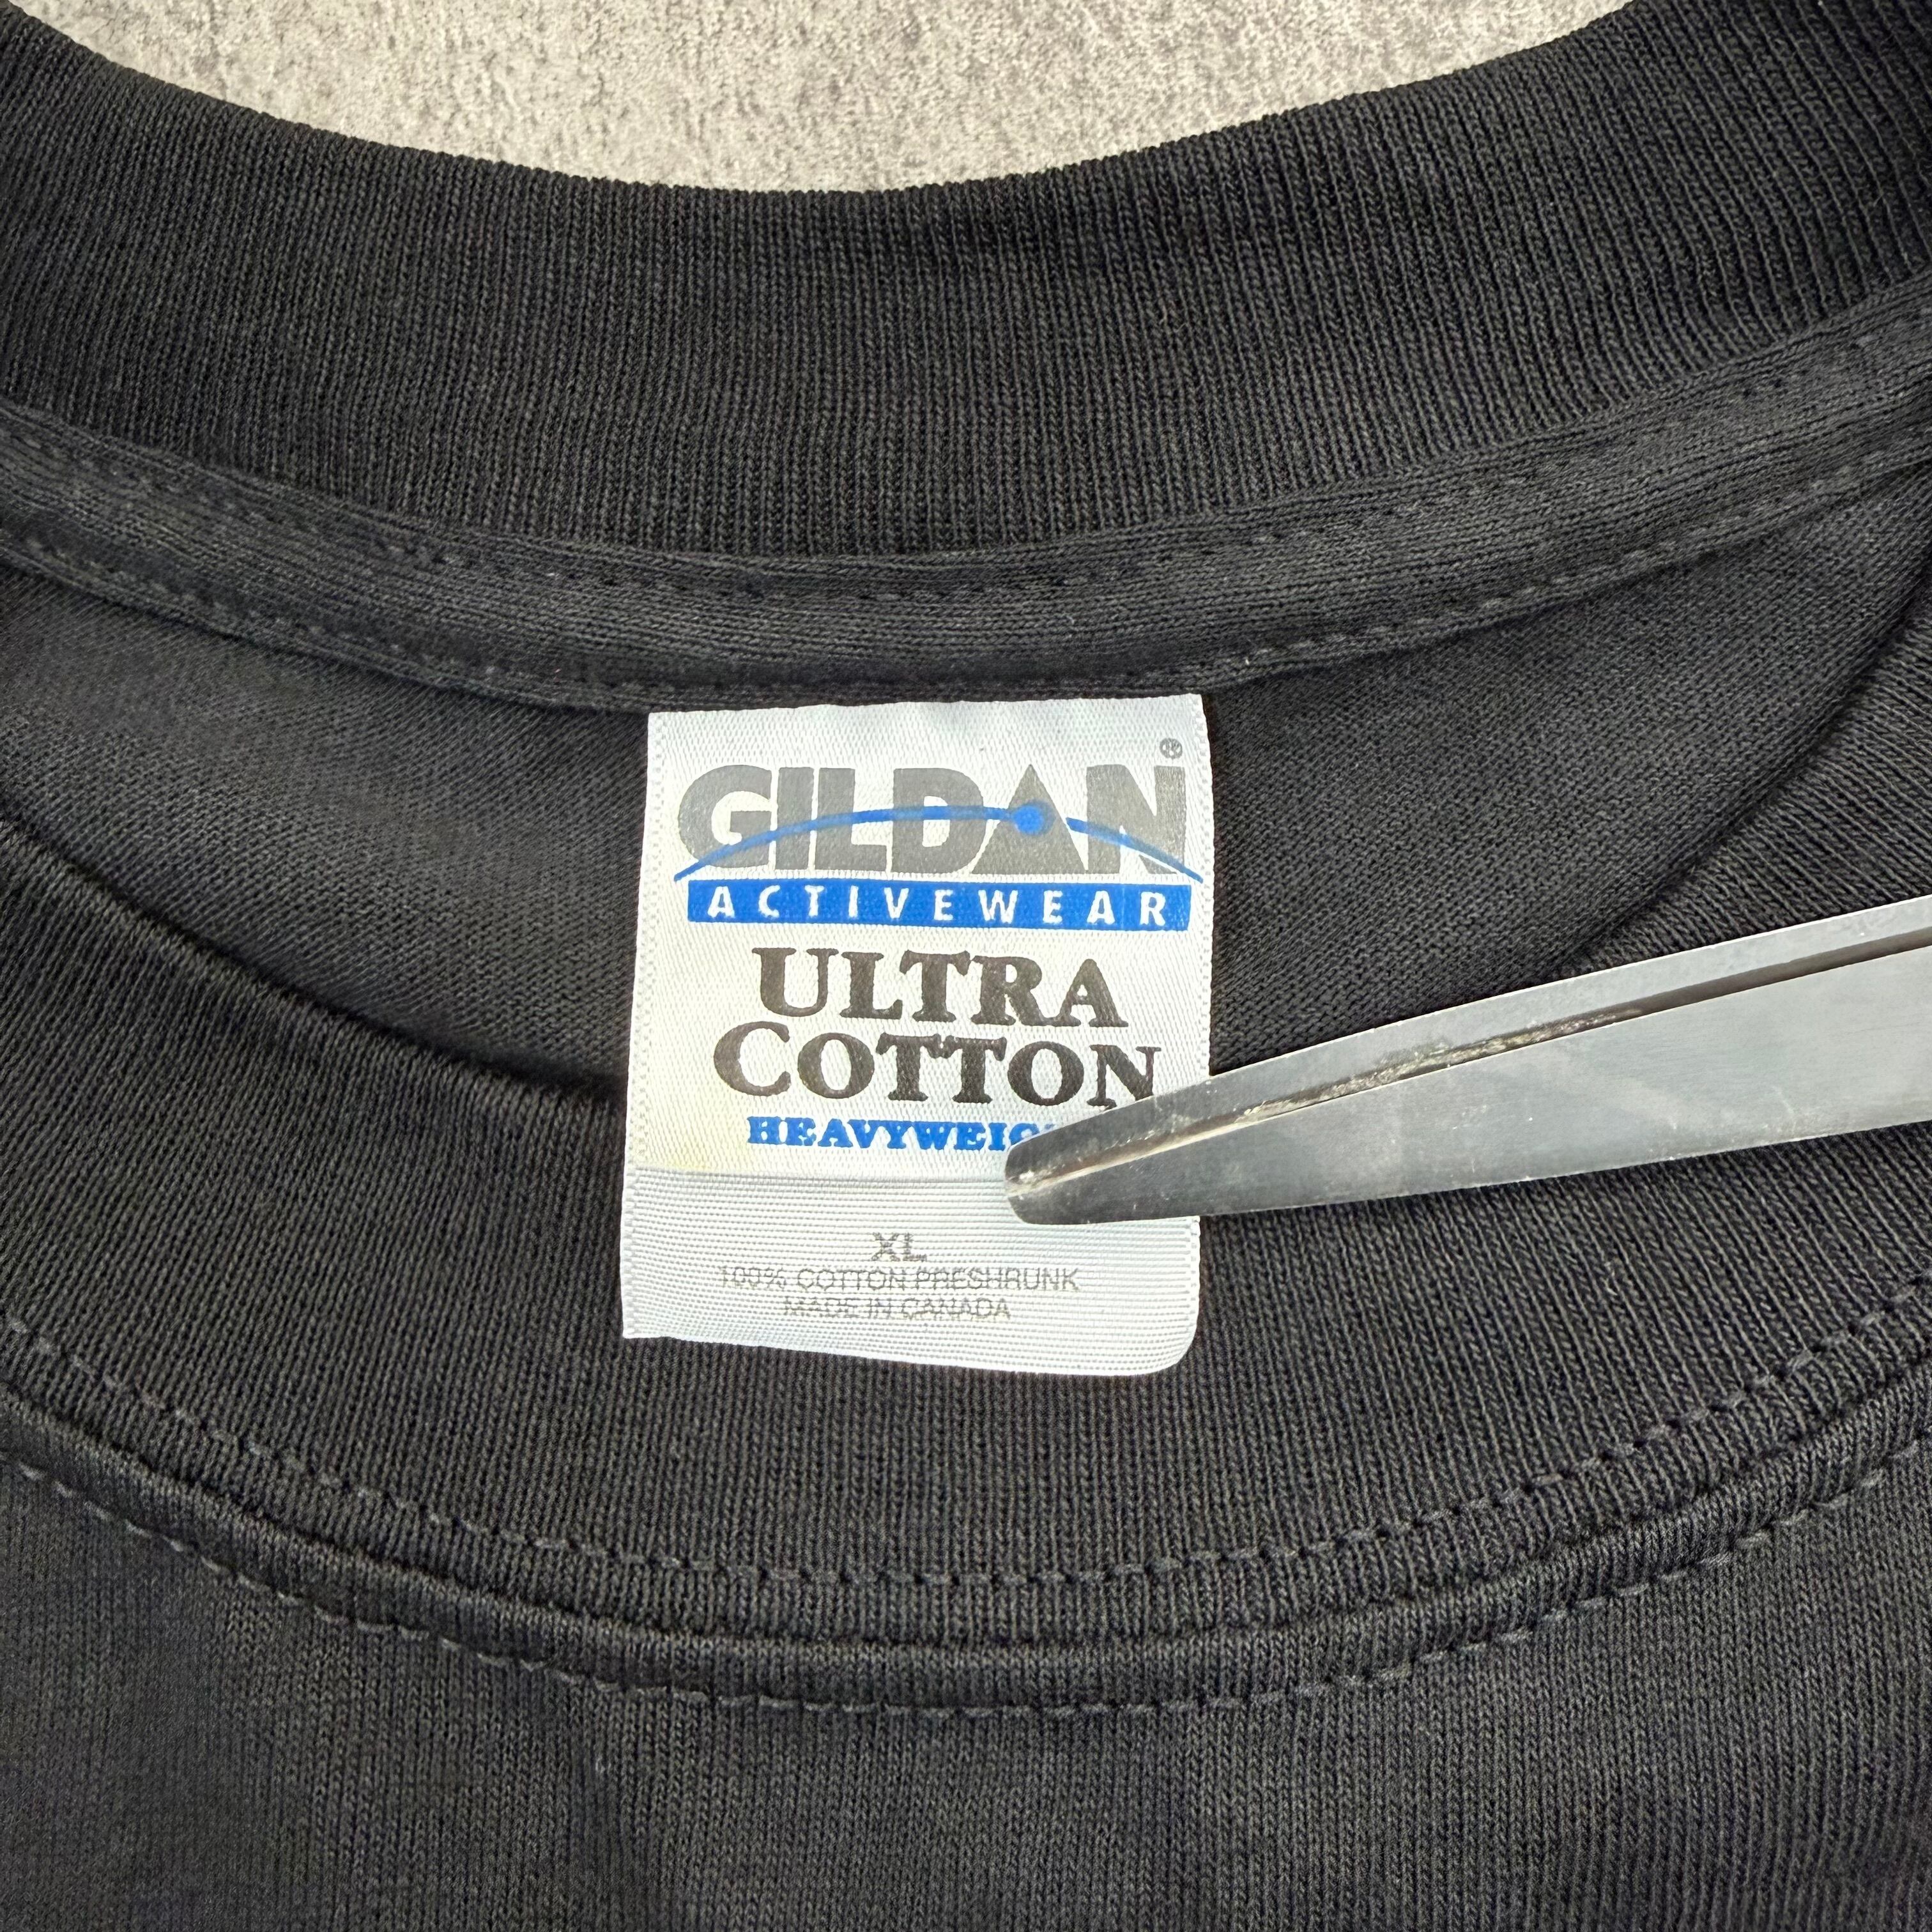 GILDAN®
ACTIVEWEAR
ULTRA
COTTON
XL
100% COTTON PRESHRUNK
MADE IN CANADA